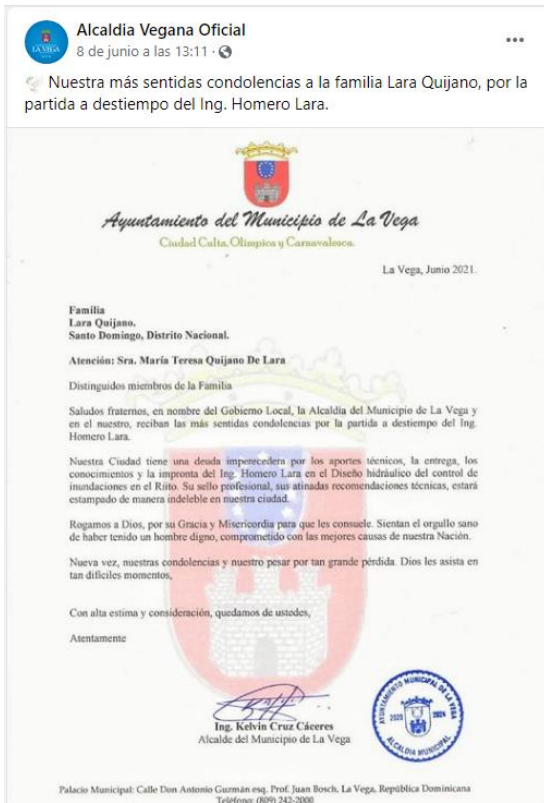 Alcaldia Vegana Oficial
8 de junio a las 13:11 ·
Nuestra más sentidas condolencias a la familia Lara Quijano, por la
partida a destiempo del Ing. Homero Lara.
Ayuntamiento del Municipio de La Vega
Ciudad Culta, Olímpica y Carnavalesca.
La Vega, Junio 2021.
Familia
Lara Quijano.
Santo Domingo, Distrito Nacional.
Atención: Sra. María Teresa Quijano De Lara
Distinguidos miembros de la Familia
Saludos fraternos, en nombre del Gobierno Local, la Alcaldía del Municipio de La Vega y
en el nuestro, reciban las más sentidas condolencias por la partida a destiempo del Ing.
Homero Lara.
Nuestra Ciudad tiene una deuda imperecedera por los aportes técnicos, la entrega, los
conocimientos y la impronta del Ing. Homero Lara en el Diseño hidráulico del control de
inundaciones en el Riito. Su sello profesional, sus atinadas recomendaciones técnicas, estará
estampado de manera indeleble en nuestra ciudad.
Rogamos a Dios, por su Gracia y Misericordia para que les consuele. Sientan el orgullo sano
de haber tenido un hombre digno, comprometido con las mejores causas de nuestra Nación.
Nueva vez, nuestras condolencias y nuestro pesar por tan grande pérdida. Dios les asista en
tan difíciles momentos,
Con alta estima y consideración, quedamos de ustedes,
Atentamente
Ing. Kelvin Cruz Cáceres
Alcalde del Municipio de La Vega
AYUNTAMIENTO MUNICIPAL DE LA VEGA
2020 2024
ALCALDIA MUNICIPAL
Palacio Municipal: Calle Don Antonio Guzmán esq. Prof. Juan Bosch, La Vega, República Dominicana
Teléfono: (809) 242-2000